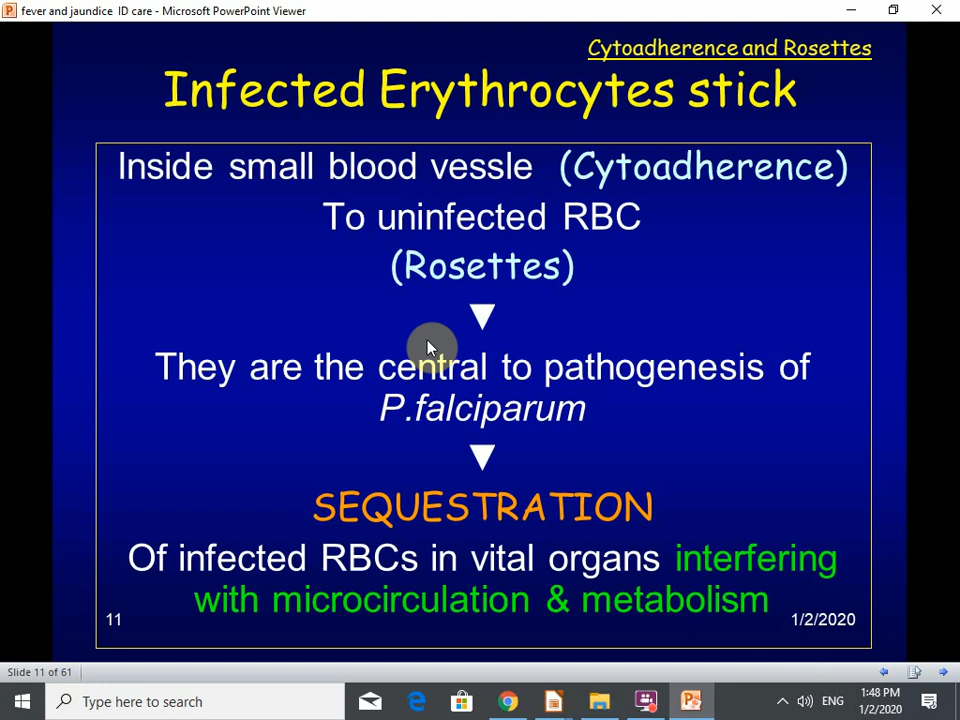 fever and jaundice ID care - Microsoft PowerPoint Viewer
Cytoadherence and Rosettes
Infected Erythrocytes stick
Inside small blood vessle (Cytoadherence)
To uninfected RBC
(Rosettes)
They are the central to pathogenesis of
P.falciparum
SEQUESTRATION
Of infected RBCs in vital organs interfering
with microcirculation & metabolism
11
1/2/2020
Slide 11 of 61
Type here to search
ENG
1:48 PM
1/2/2020